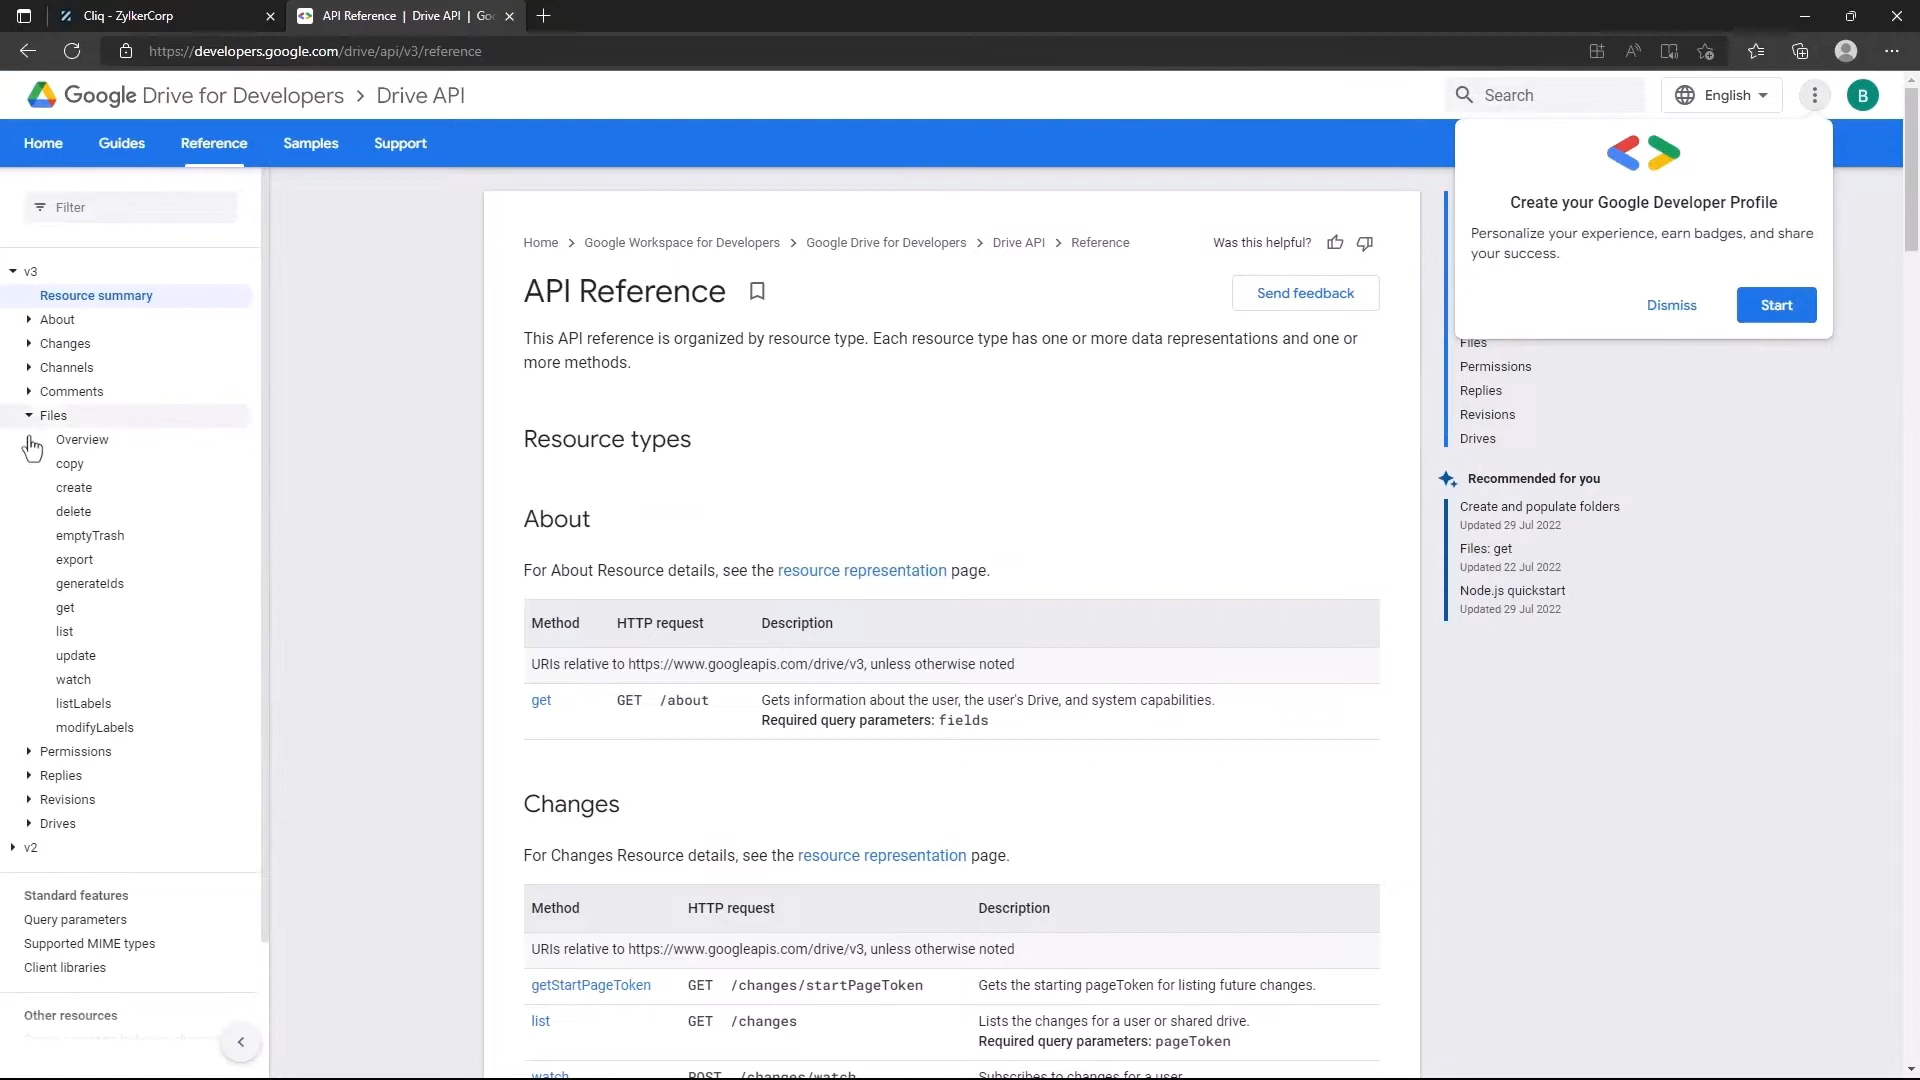 Cliq - ZylkerCorp
API Reference | Drive API | Goo
https://developers.google.com/drive/api/v3/reference
Google Drive for Developers > Drive API
Search
English
B
Home
Guides
Reference
Samples
Support
Create your Google Developer Profile
Personalize your experience, earn badges, and share
your success.
Dismiss
Start
Filter
v3
Resource summary
About
Changes
Channels
Comments
Files
Overview
copy
create
delete
emptyTrash
export
generateIds
get
list
update
watch
listLabels
modifyLabels
Permissions
Replies
Revisions
Drives
v2
Standard features
Query parameters
Supported MIME types
Client libraries
Other resources
Home > Google Workspace for Developers > Google Drive for Developers > Drive API > Reference
Was this helpful?
API Reference
Send feedback
This API reference is organized by resource type. Each resource type has one or more data representations and one or
more methods.
Resource types
About
For About Resource details, see the resource representation page.
Method HTTP request Description
URIs relative to https://www.googleapis.com/drive/v3, unless otherwise noted
get GET /about Gets information about the user, the user's Drive, and system capabilities.
Required query parameters: fields
Changes
For Changes Resource details, see the resource representation page.
Method HTTP request Description
URIs relative to https://www.googleapis.com/drive/v3, unless otherwise noted
getStartPageToken GET /changes/startPageToken Gets the starting pageToken for listing future changes.
list GET /changes Lists the changes for a user or shared drive.
Required query parameters: pageToken
watch POST /changes/watch Subscribes to changes for a user.
Files
Permissions
Replies
Revisions
Drives
Recommended for you
Create and populate folders
Updated 29 Jul 2022
Files: get
Updated 22 Jul 2022
Node.js quickstart
Updated 29 Jul 2022